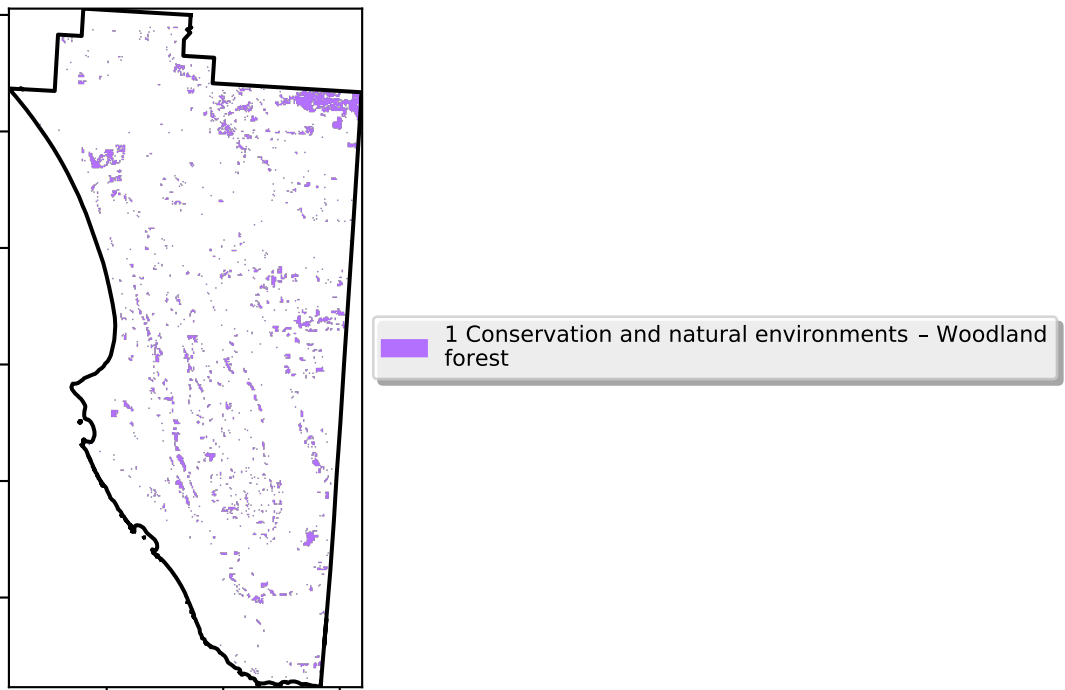 1 Conservation and natural environments – Woodland
forest